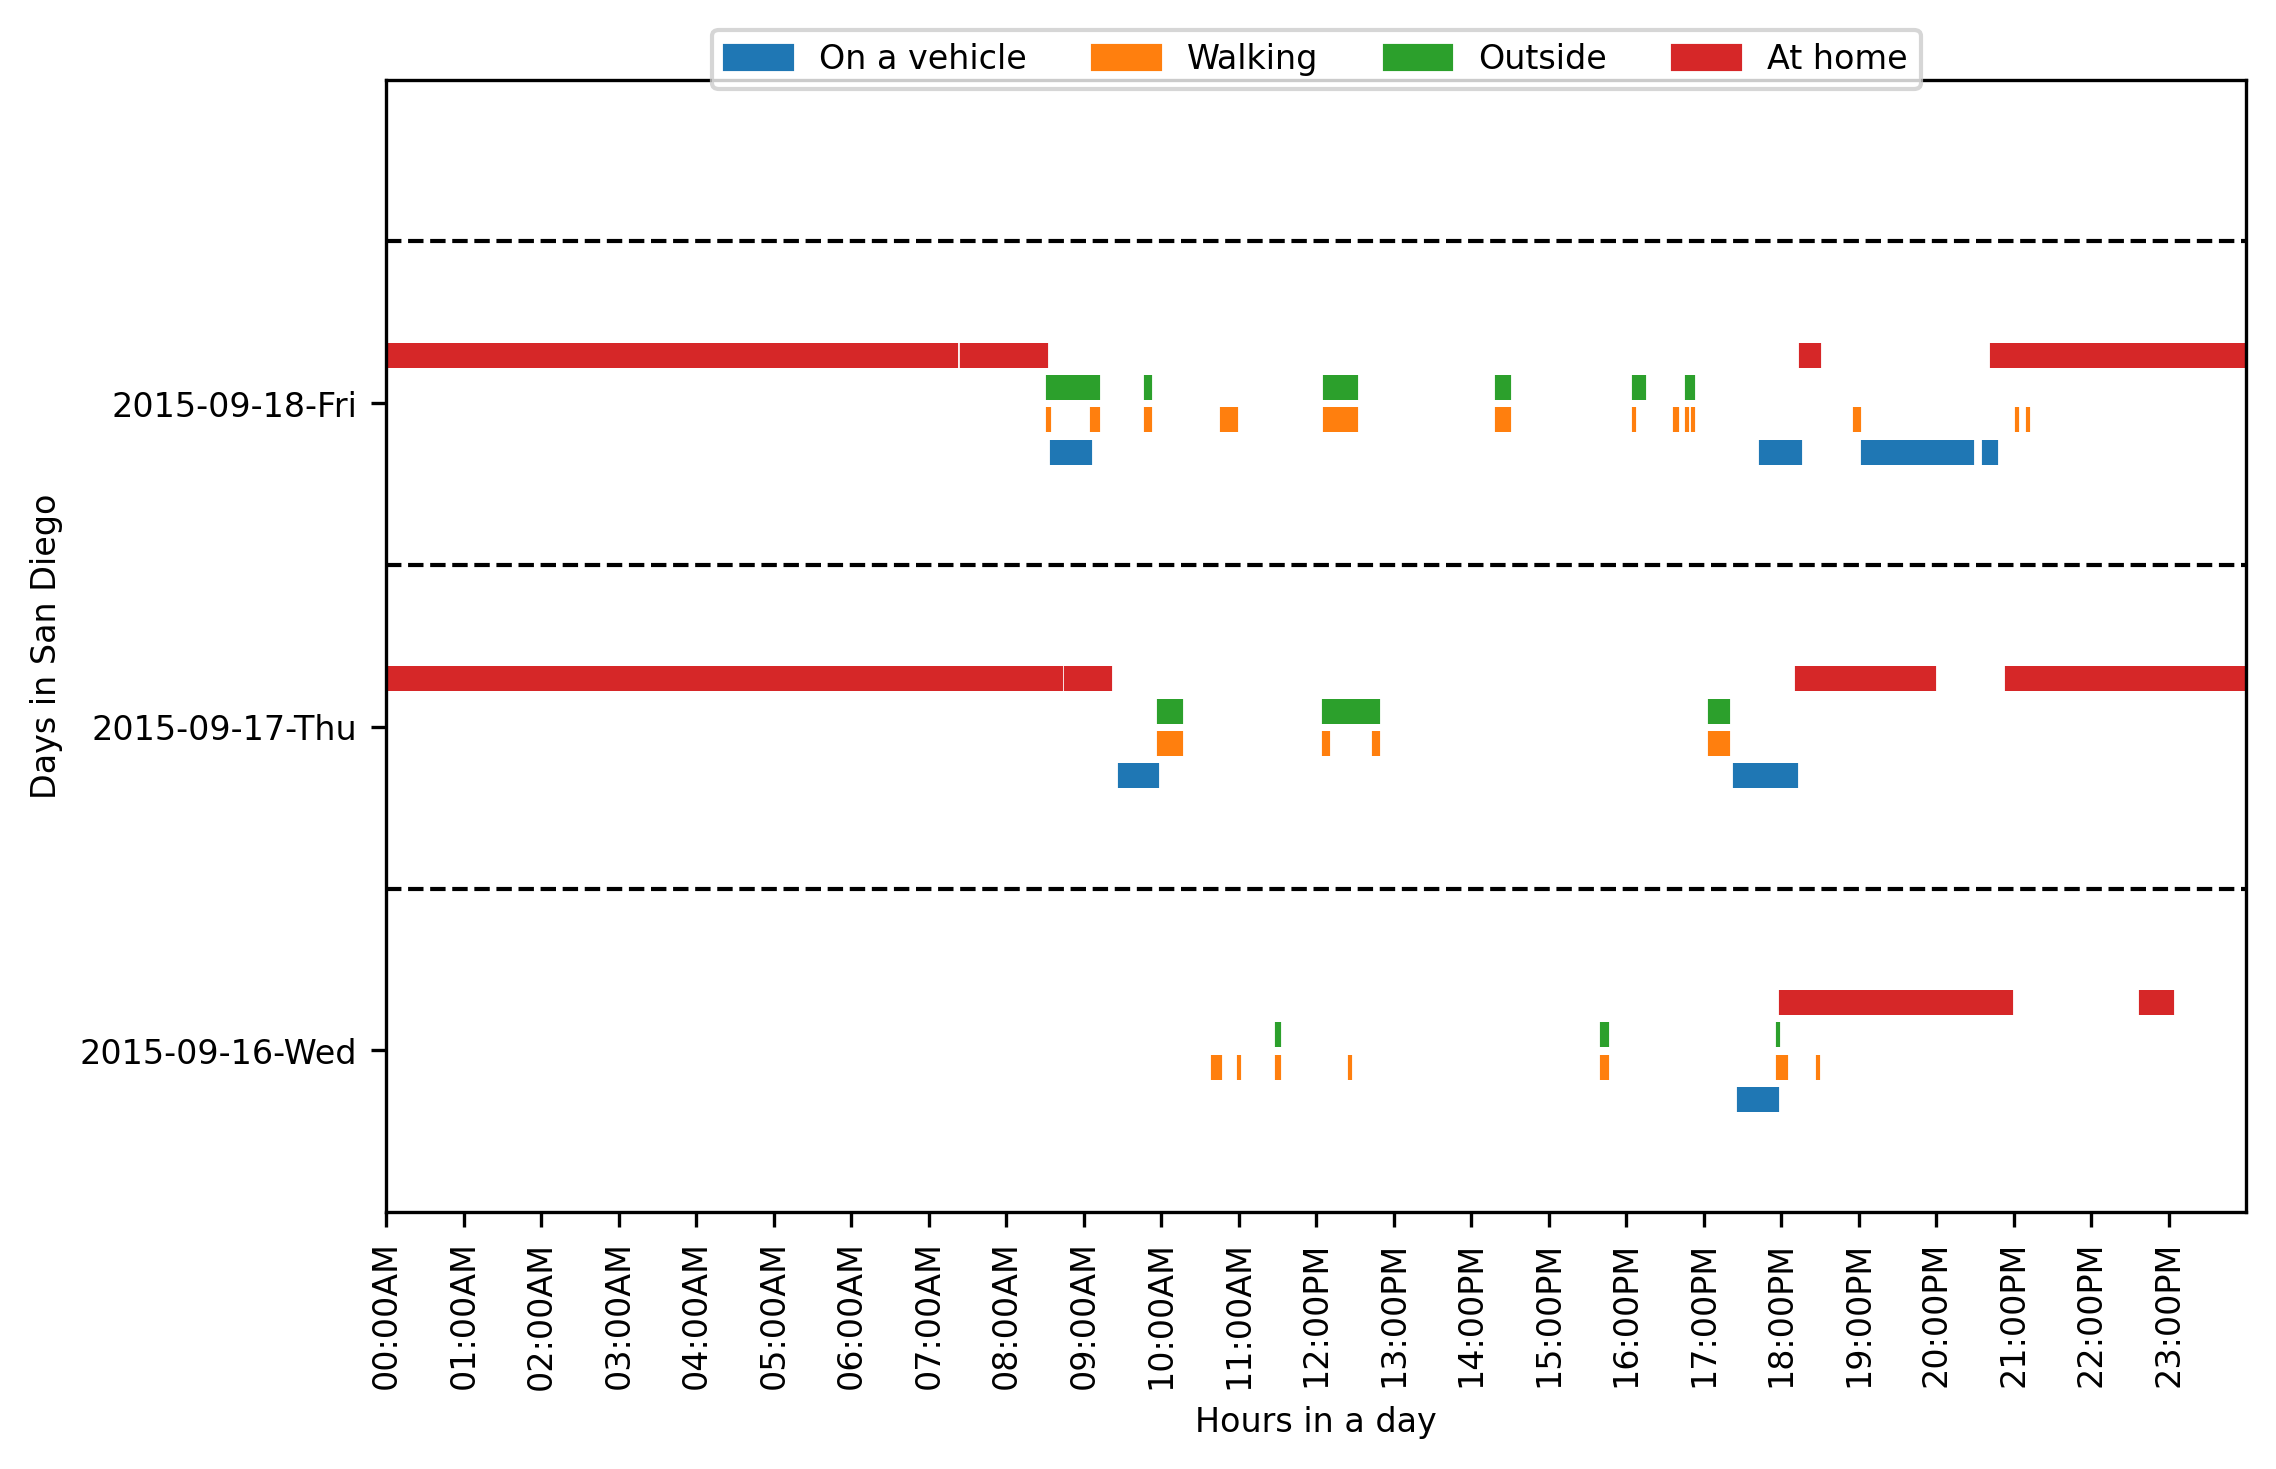 On a vehicle Walking Outside At home
2015-09-18-Fri
2015-09-17-Thu
2015-09-16-Wed
Days in San Diego
00:00AM 01:00AM 02:00AM 03:00AM 04:00AM 05:00AM 06:00AM 07:00AM 08:00AM 09:00AM 10:00AM 11:00AM 12:00PM 13:00PM 14:00PM 15:00PM 16:00PM 17:00PM 18:00PM 19:00PM 20:00PM 21:00PM 22:00PM 23:00PM
Hours in a day